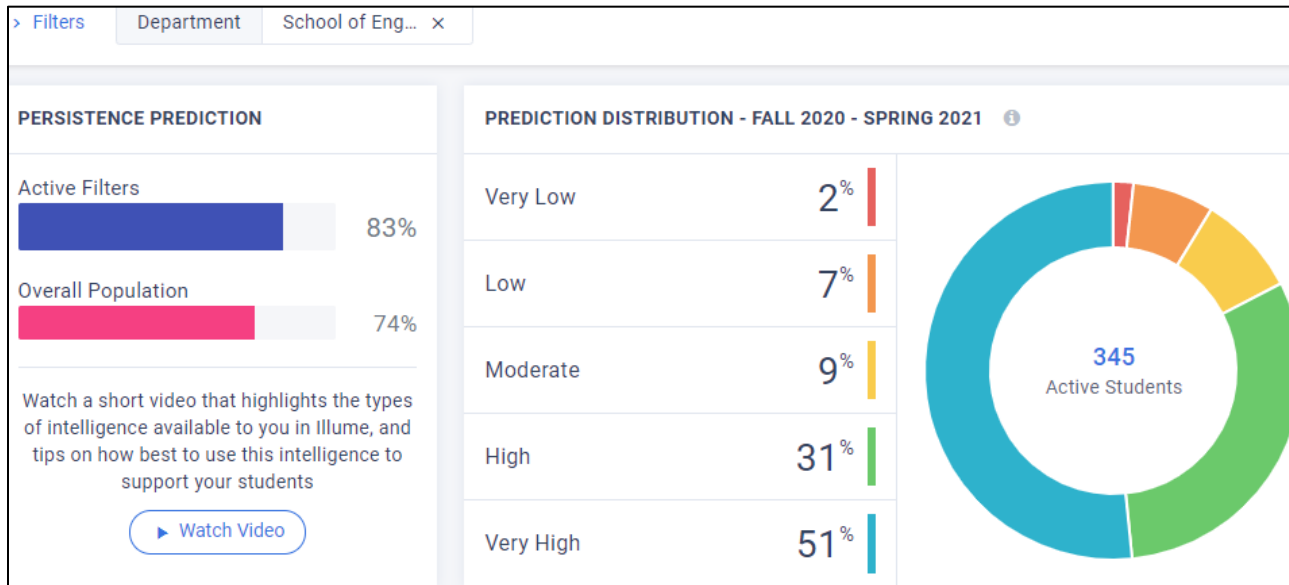 > Filters Department School of Eng... ×
PERSISTENCE PREDICTION
Active Filters
83%
Overall Population
74%
Watch a short video that highlights the types
of intelligence available to you in Illume, and
tips on how best to use this intelligence to
support your students
Watch Video
PREDICTION DISTRIBUTION - FALL 2020 - SPRING 2021
Very Low 2%
Low 7%
Moderate 9%
High 31%
Very High 51%
345
Active Students